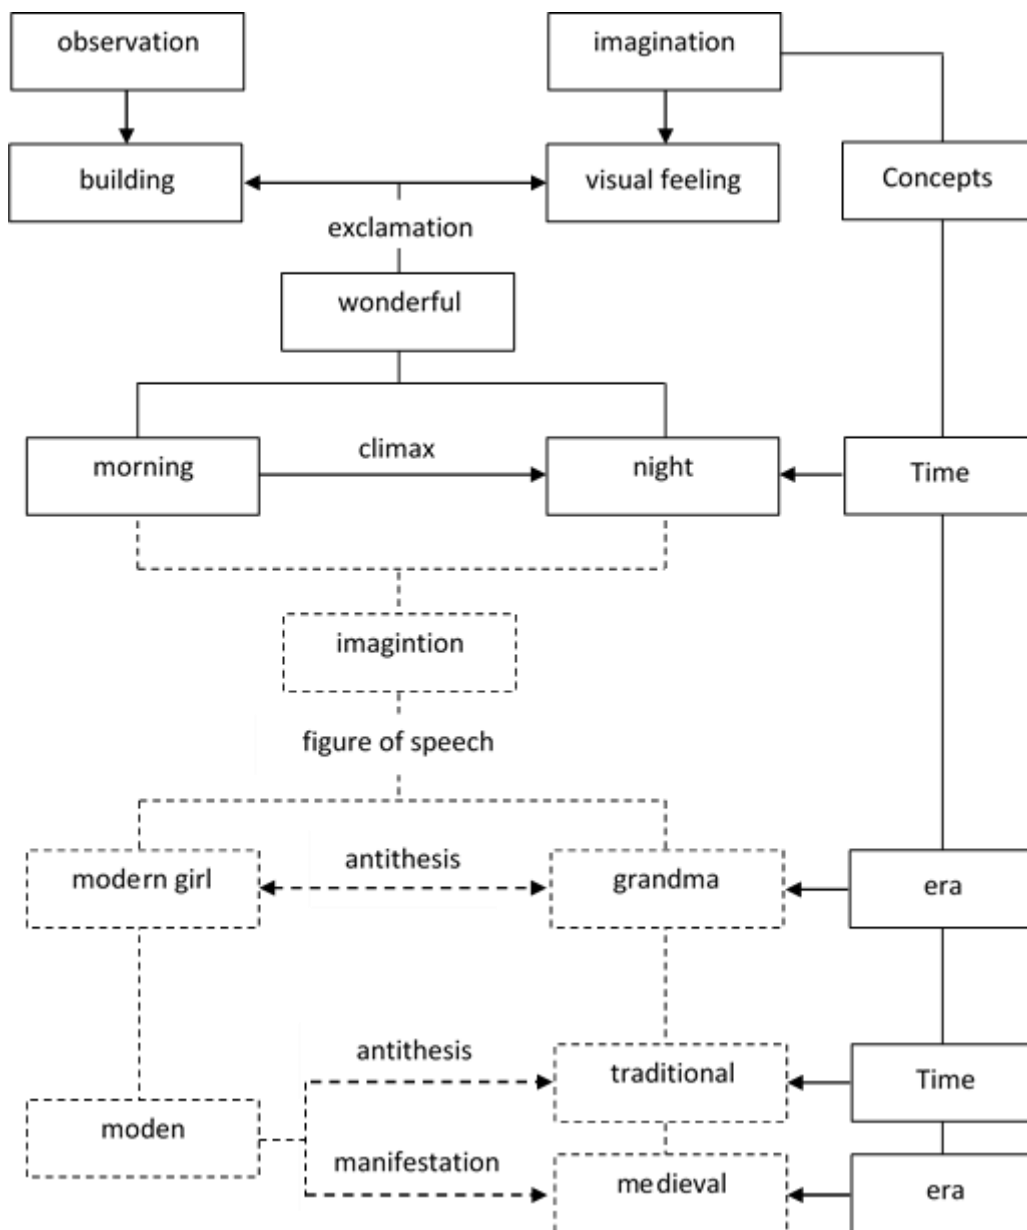 observation
imagination
building
visual feeling
Concepts
exclamation
wonderful
morning
climax
night
Time
imagintion
figure of speech
modern girl
antithesis
grandma
era
antithesis
traditional
Time
moden
manifestation
medieval
era